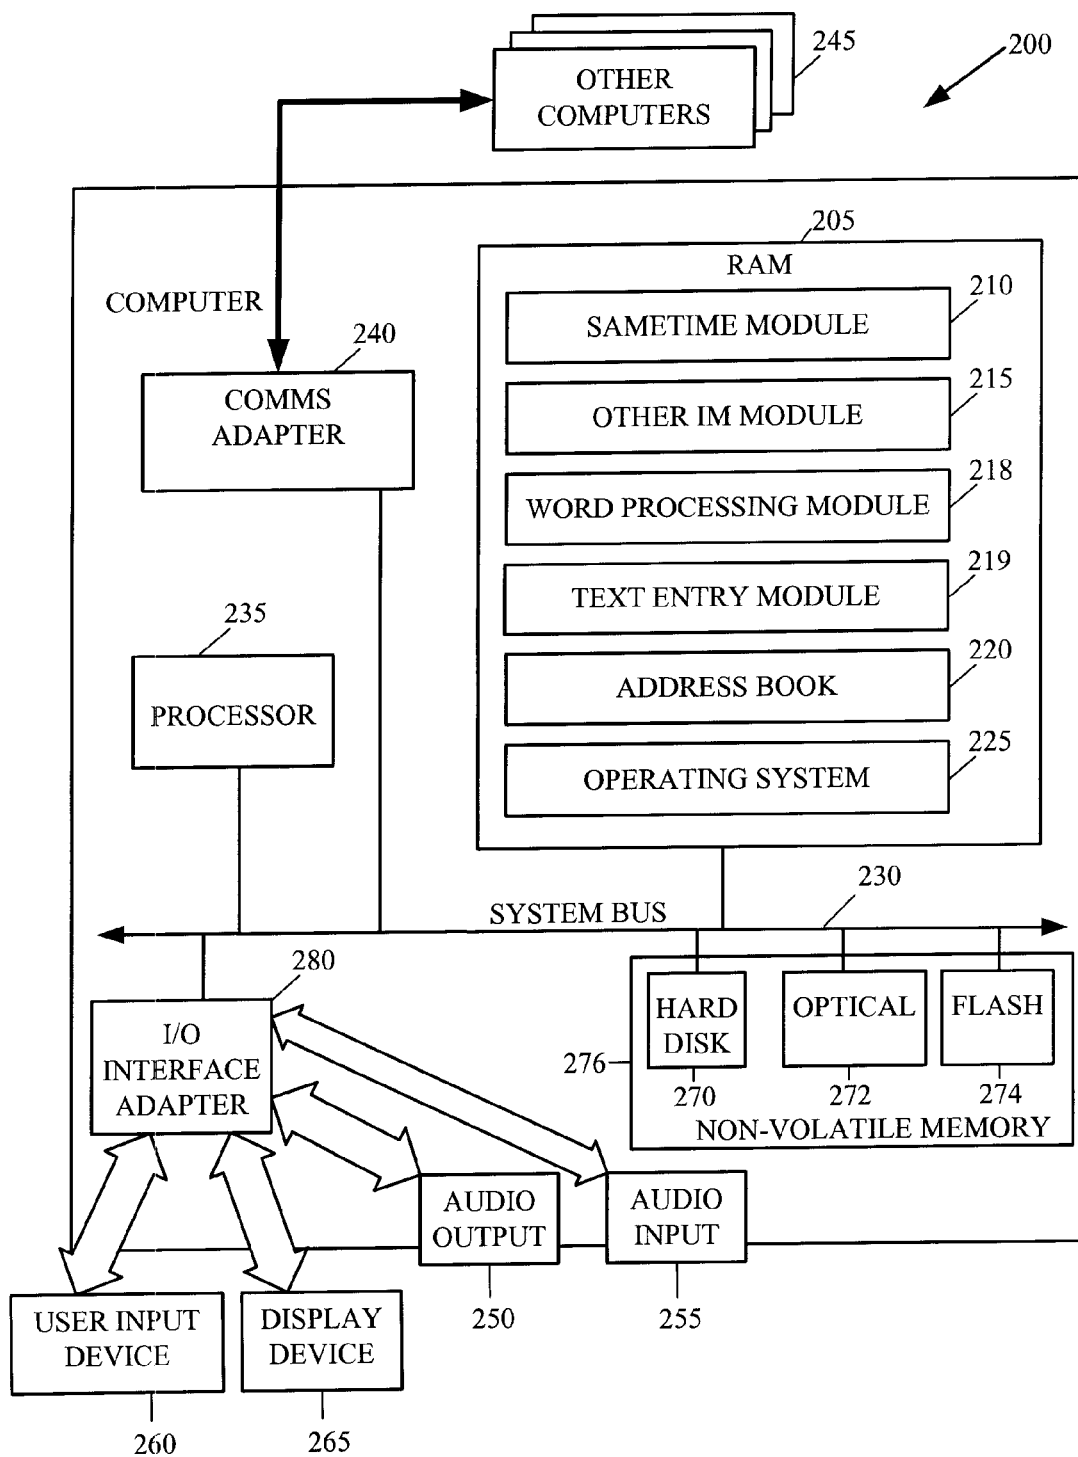 245
200
OTHER
COMPUTERS
205
RAM
COMPUTER
210
SAMETIME MODULE
240
COMMS
ADAPTER
215
OTHER IM MODULE
218
WORD PROCESSING MODULE
219
TEXT ENTRY MODULE
235
PROCESSOR
220
ADDRESS BOOK
225
OPERATING SYSTEM
230
SYSTEM BUS
280
I/O
INTERFACE
ADAPTER
HARD
DISK
OPTICAL
FLASH
276
270
272
274
NON-VOLATILE MEMORY
AUDIO
OUTPUT
AUDIO
INPUT
250
255
USER INPUT
DEVICE
DISPLAY
DEVICE
260
265